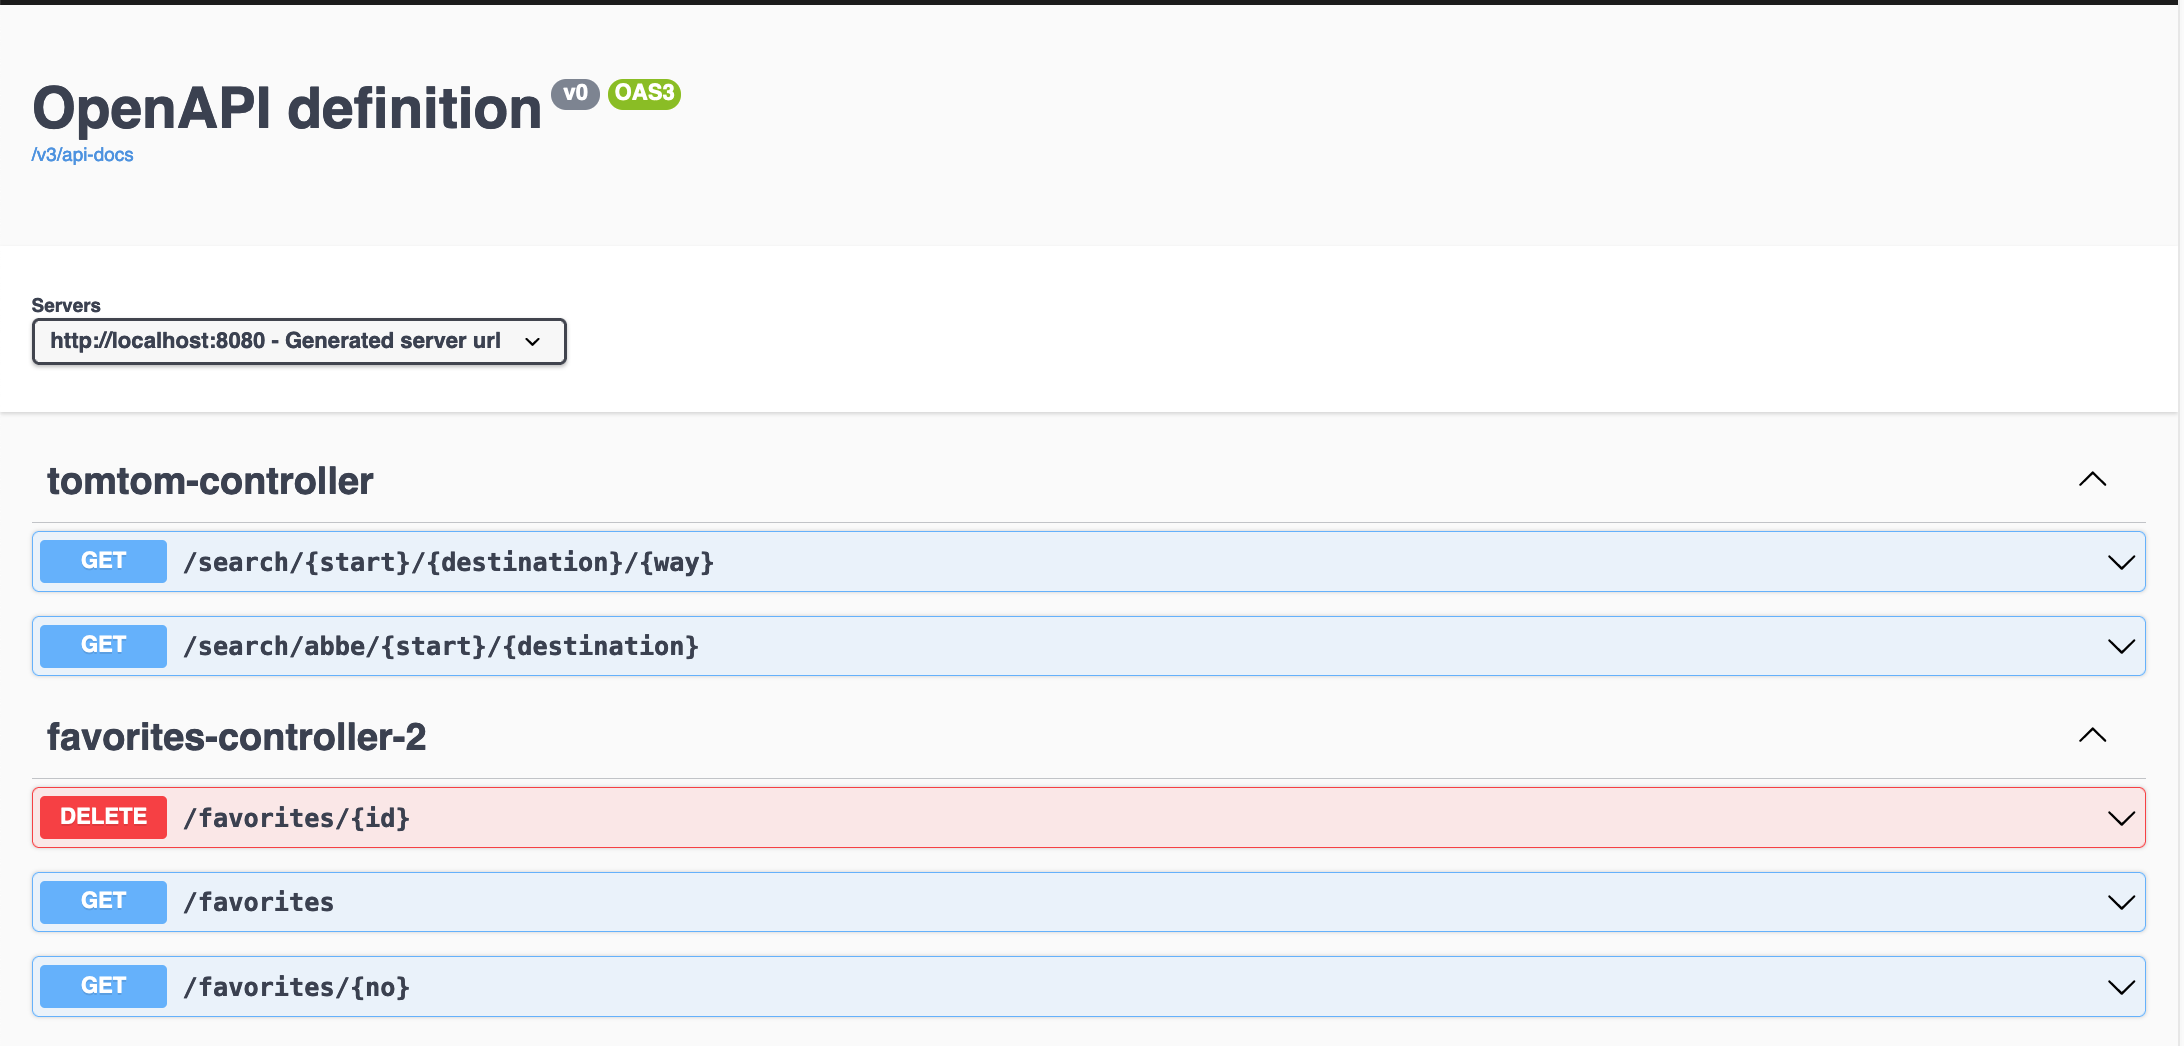 OpenAPI definition v0 OAS3
/v3/api-docs
Servers
http://localhost:8080 - Generated server url
tomtom-controller
GET /search/{start}/{destination}/{way}
GET /search/abbe/{start}/{destination}
favorites-controller-2
DELETE /favorites/{id}
GET /favorites
GET /favorites/{no}